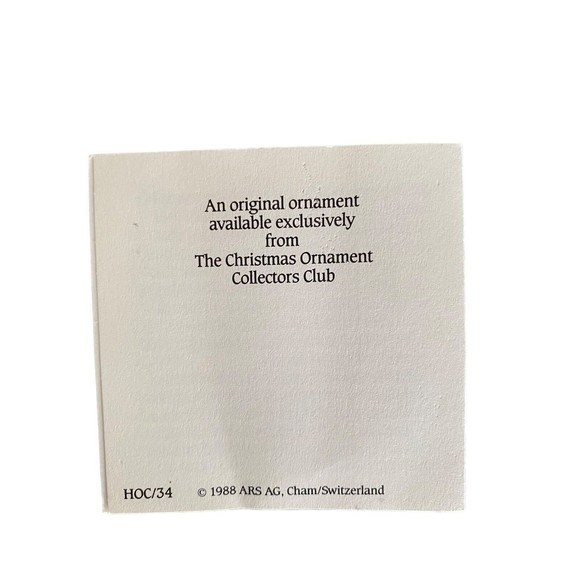 An original ornament
available exclusively
from
The Christmas Ornament
Collectors Club
HOC/34 © 1988 ARS AG, Cham/Switzerland